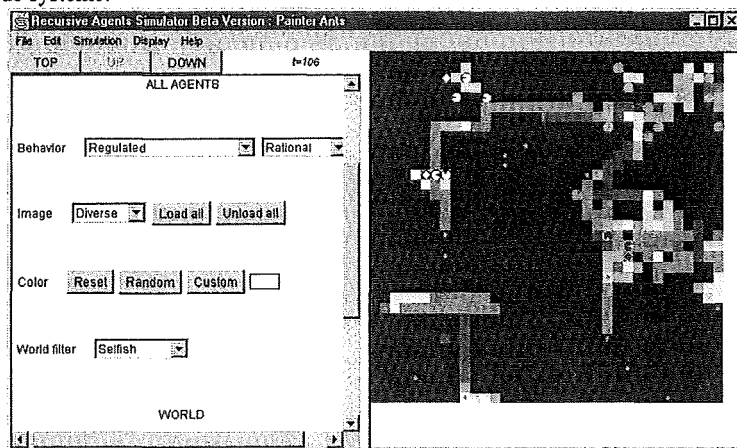 Recursive Agents Simulator Beta Version : Painter Ants
File Edit Simulation Display Help
TOP UP DOWN t=106
ALL AGENTS
Behavior Regulated Rational
Image Diverse Load all Unload all
Color Reset Random Custom
World filter Selfish
WORLD